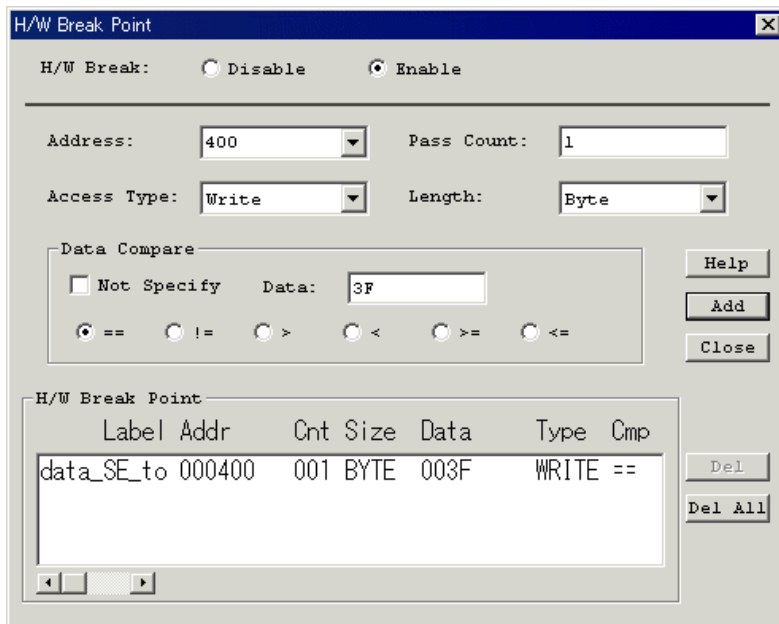 H/W Break Point
H/W Break: Disable Enable
Address: 400 Pass Count: 1
Access Type: Write Length: Byte
Data Compare
Not Specify Data: 3F
== != > < >= <=
Help
Add
Close
H/W Break Point
Label Addr Cnt Size Data Type Cmp
data_SE_to 000400 001 BYTE 003F WRITE ==
Del
Del All